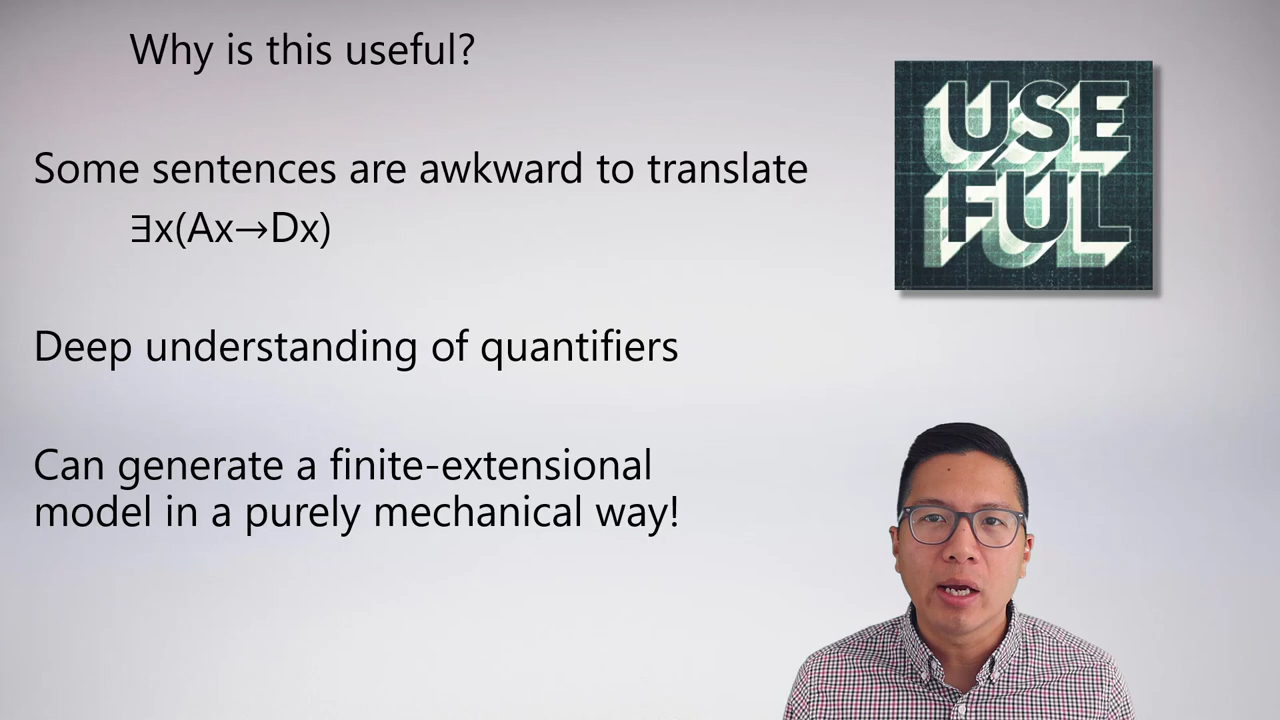 Why is this useful?
USE
FUL
Some sentences are awkward to translate
∃x(Ax→Dx)
Deep understanding of quantifiers
Can generate a finite-extensional
model in a purely mechanical way!